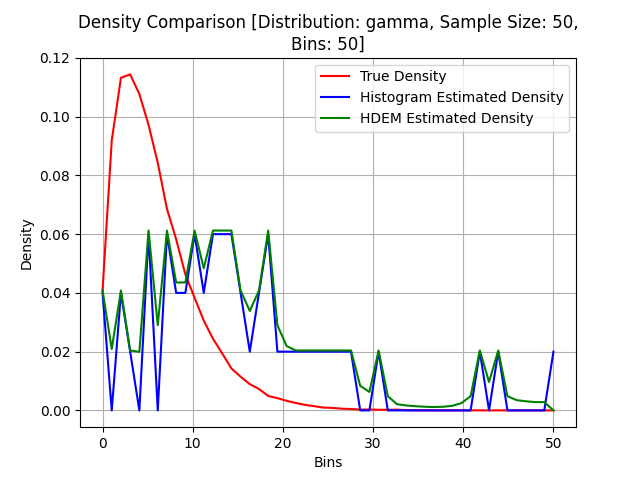 Density Comparison [Distribution: gamma, Sample Size: 50,
Bins: 50]
True Density
Histogram Estimated Density
HDEM Estimated Density
Density
0.12
0.10
0.08
0.06
0.04
0.02
0.00
0
10
20
30
40
50
Bins